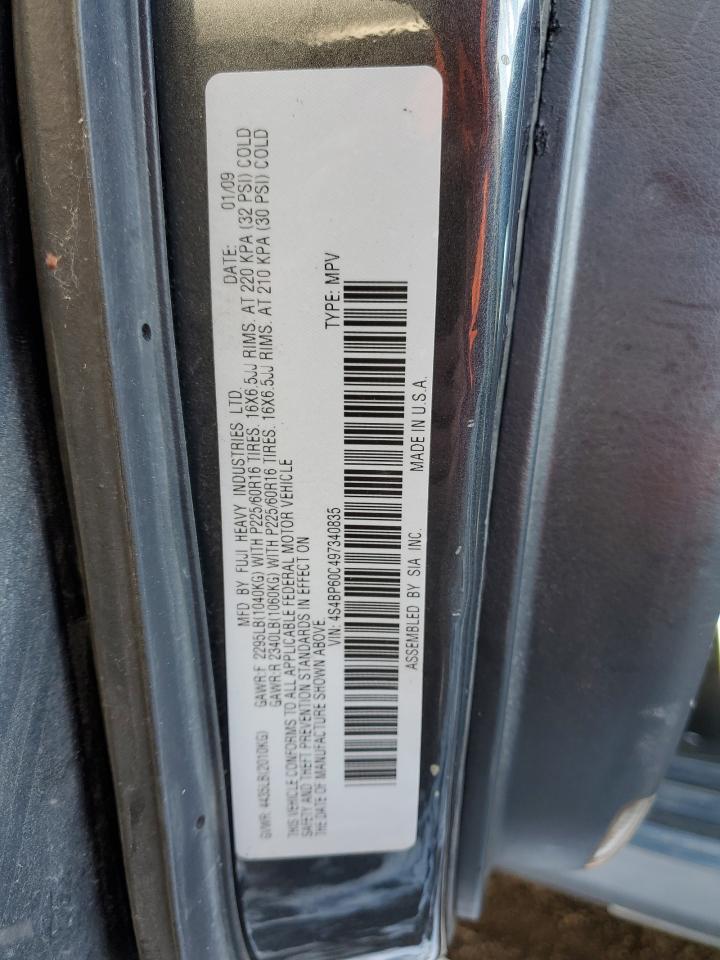 MFD BY FUJI HEAVY INDUSTRIES LTD. DATE: 01/09
GVWR: 4435LB(2010KG) GAWR:F 2295LB(1040KG) WITH P225/60R16 TIRES. 16X6.5JJ RIMS. AT 220 KPA (32 PSI) COLD
GAWR:R 2340LB(1060KG) WITH P225/60R16 TIRES. 16X6.5JJ RIMS. AT 210 KPA (30 PSI) COLD
THIS VEHICLE CONFORMS TO ALL APPLICABLE FEDERAL MOTOR VEHICLE
SAFETY AND THEFT PREVENTION STANDARDS IN EFFECT ON
THE DATE OF MANUFACTURE SHOWN ABOVE
VIN: 4S4BP60C497340835 TYPE: MPV
ASSEMBLED BY SIA INC. MADE IN U.S.A.